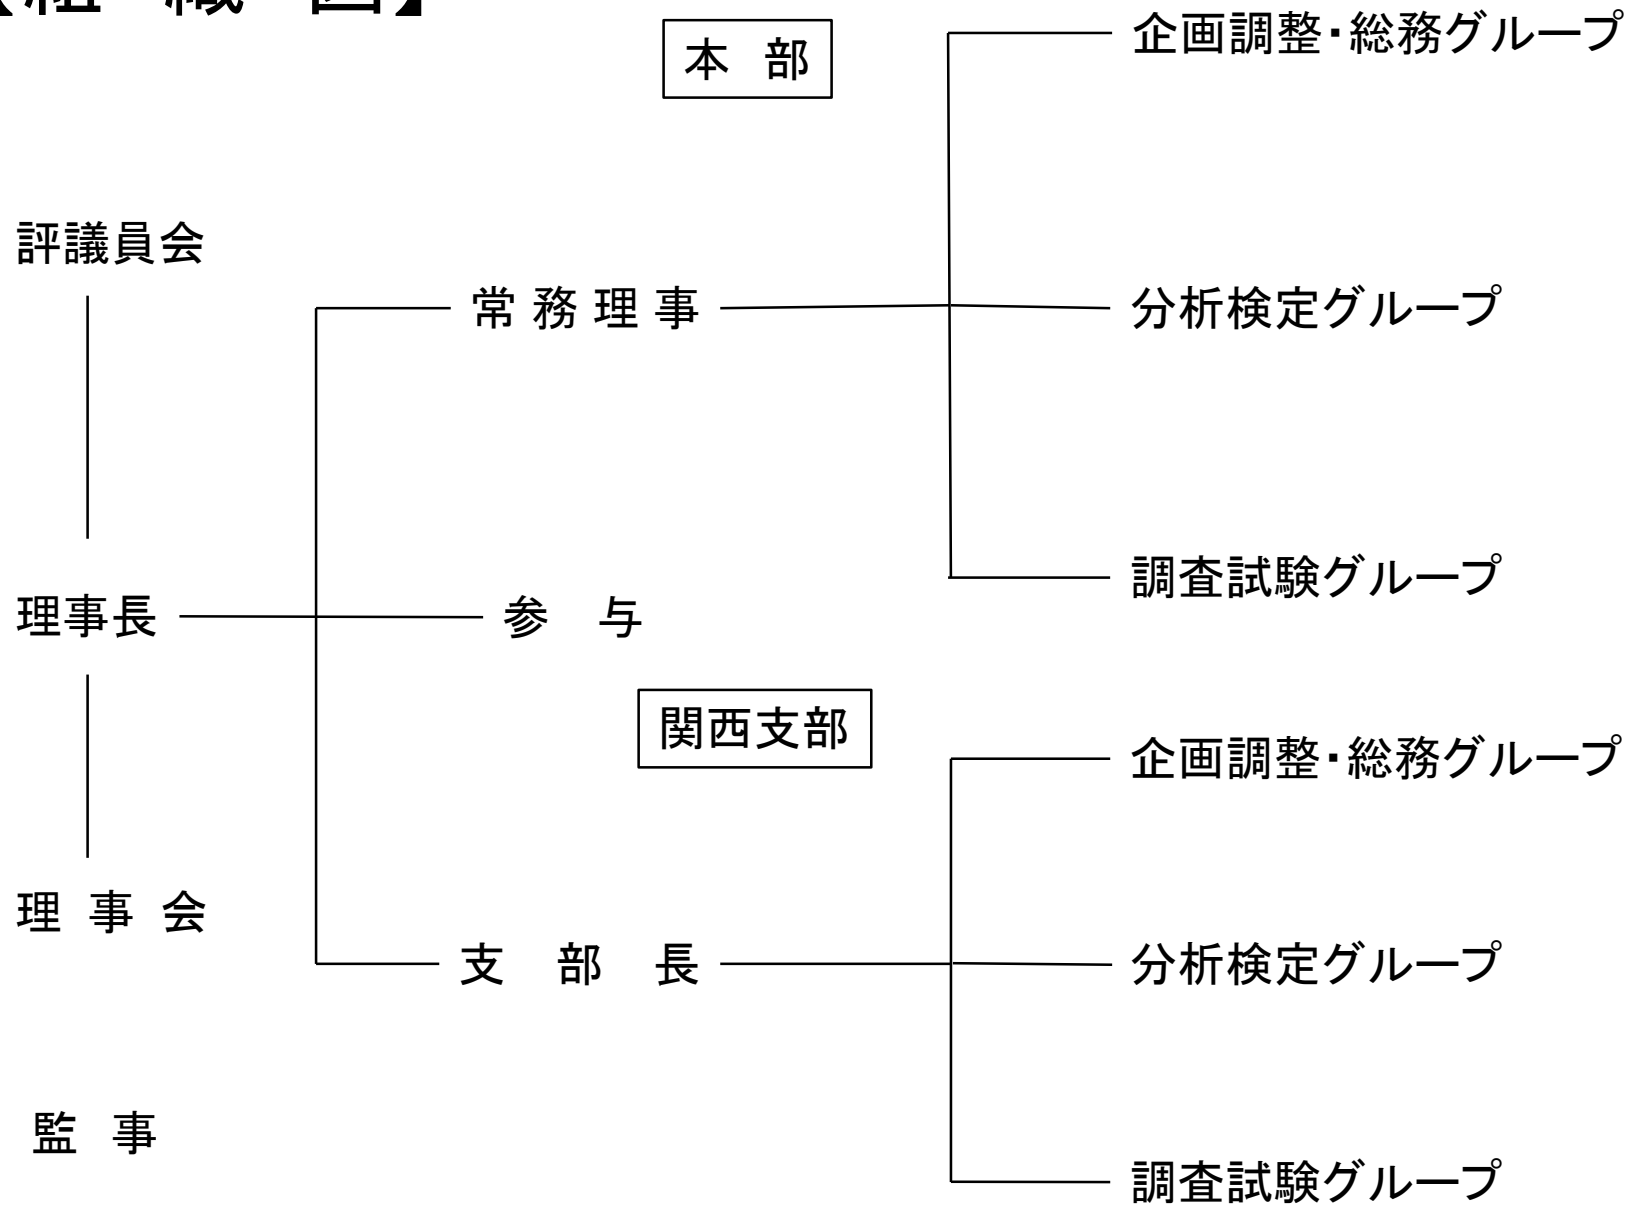 【組 織 図】
本 部
企画調整・総務グループ
評議員会
常務理事
分析検定グループ
調査試験グループ
理事長
参 与
関西支部
企画調整・総務グループ
理事会
支 部 長
分析検定グループ
監 事
調査試験グループ